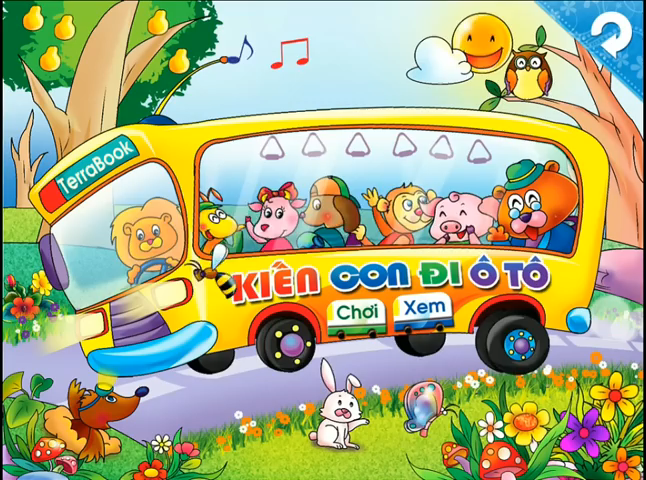 TerraBook
KIẾN CON ĐI Ô TÔ
Chơi Xem